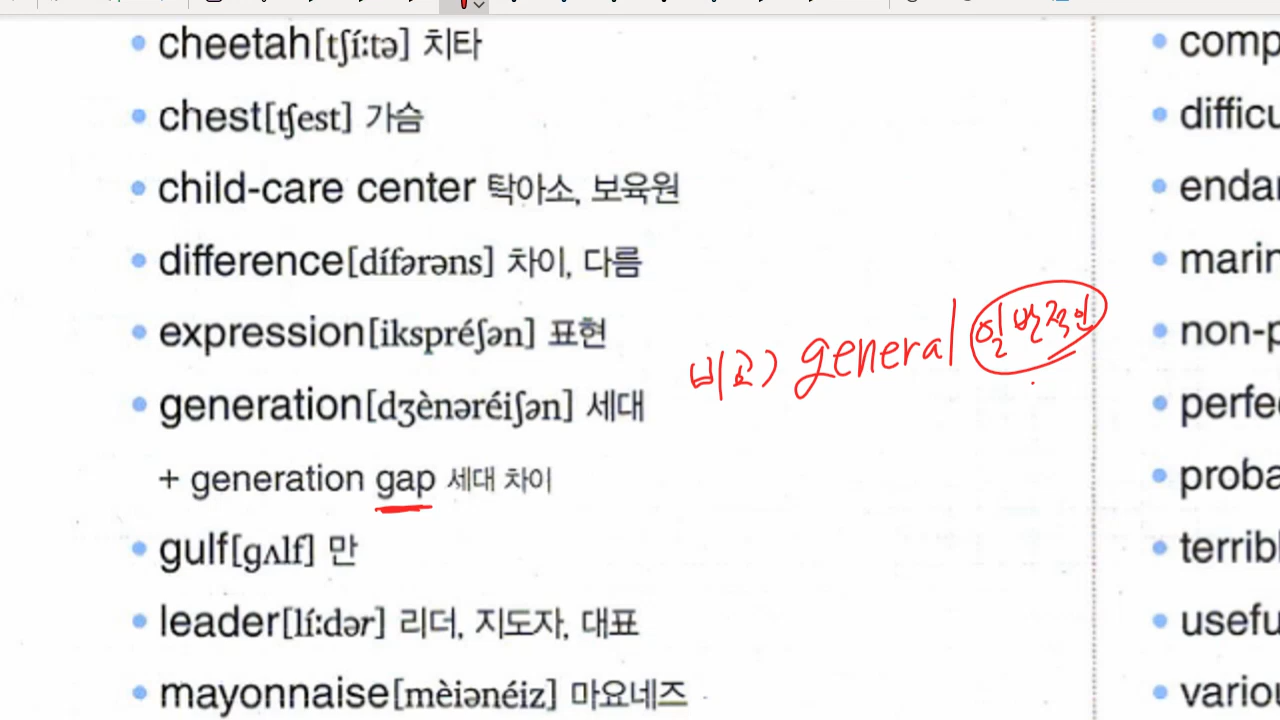 cheetah[tʃíːtə] 치타
chest[tʃest] 가슴
child-care center 탁아소, 보육원
difference[dífərəns] 차이, 다름
expression[ikspréʃən] 표현
generation[dʒènəréiʃən] 세대
비교) general 일반적인
+ generation gap 세대 차이
gulf[gʌlf] 만
leader[líːdər] 리더, 지도자, 대표
mayonnaise[mèiənéiz] 마요네즈
comp
difficu
endan
marin
non-p
perfe
proba
terribl
usefu
variou